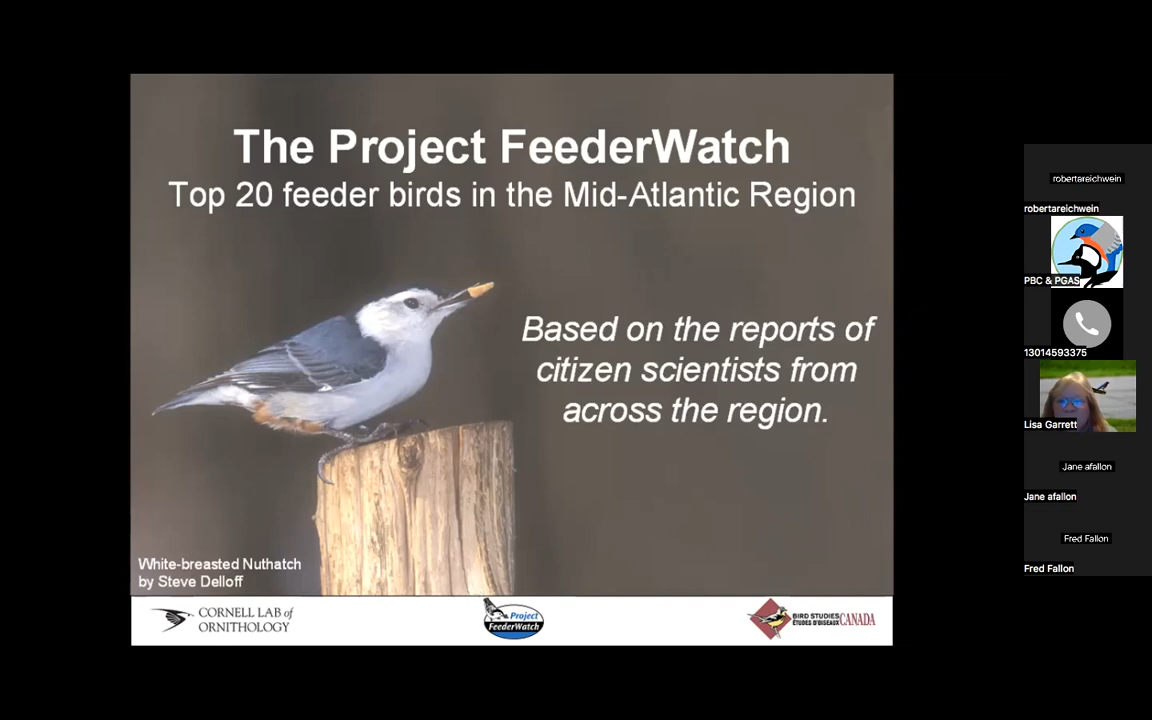 The Project FeederWatch
Top 20 feeder birds in the Mid-Atlantic Region
Based on the reports of
citizen scientists from
across the region.
White-breasted Nuthatch
by Steve Delloff
CORNELL LAB of
ORNITHOLOGY
Project
FeederWatch
BIRD STUDIES
ÉTUDES D'OISEAUX CANADA
robertareichwein
robertareichwein
PBC & PGAS
13014593375
Lisa Garrett
Jane afallon
Jane afallon
Fred Fallon
Fred Fallon